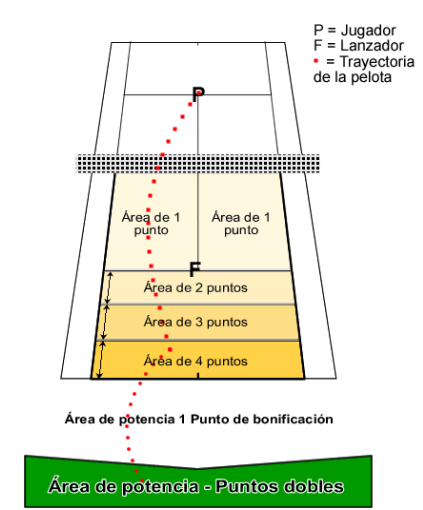 P = Jugador
F = Lanzador
= Trayectoria
de la pelota
P
Área de 1
punto
Área de 1
punto
F
Área de 2 puntos
Área de 3 puntos
Área de 4 puntos
Área de potencia 1 Punto de bonificación
Área de potencia - Puntos dobles